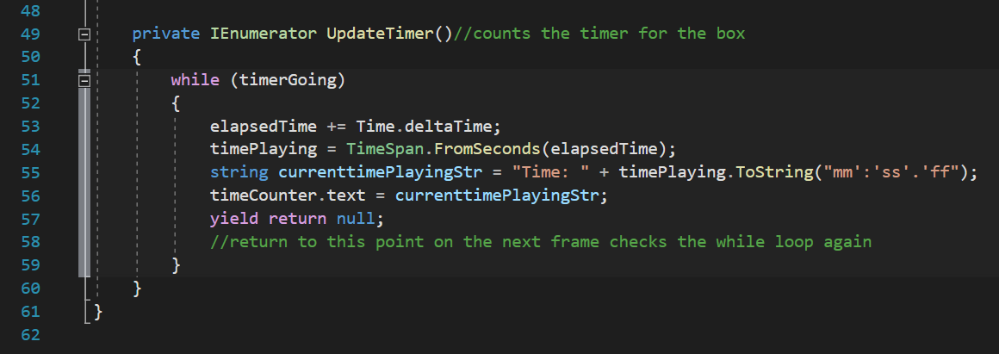 48
49 private IEnumerator UpdateTimer()//counts the timer for the box
50 {
51 while (timerGoing)
52 {
53 elapsedTime += Time.deltaTime;
54 timePlaying = TimeSpan.FromSeconds(elapsedTime);
55 string currenttimePlayingStr = "Time: " + timePlaying.ToString("mm':'ss'.'ff");
56 timeCounter.text = currenttimePlayingStr;
57 yield return null;
58 //return to this point on the next frame checks the while loop again
59 }
60 }
61 }
62